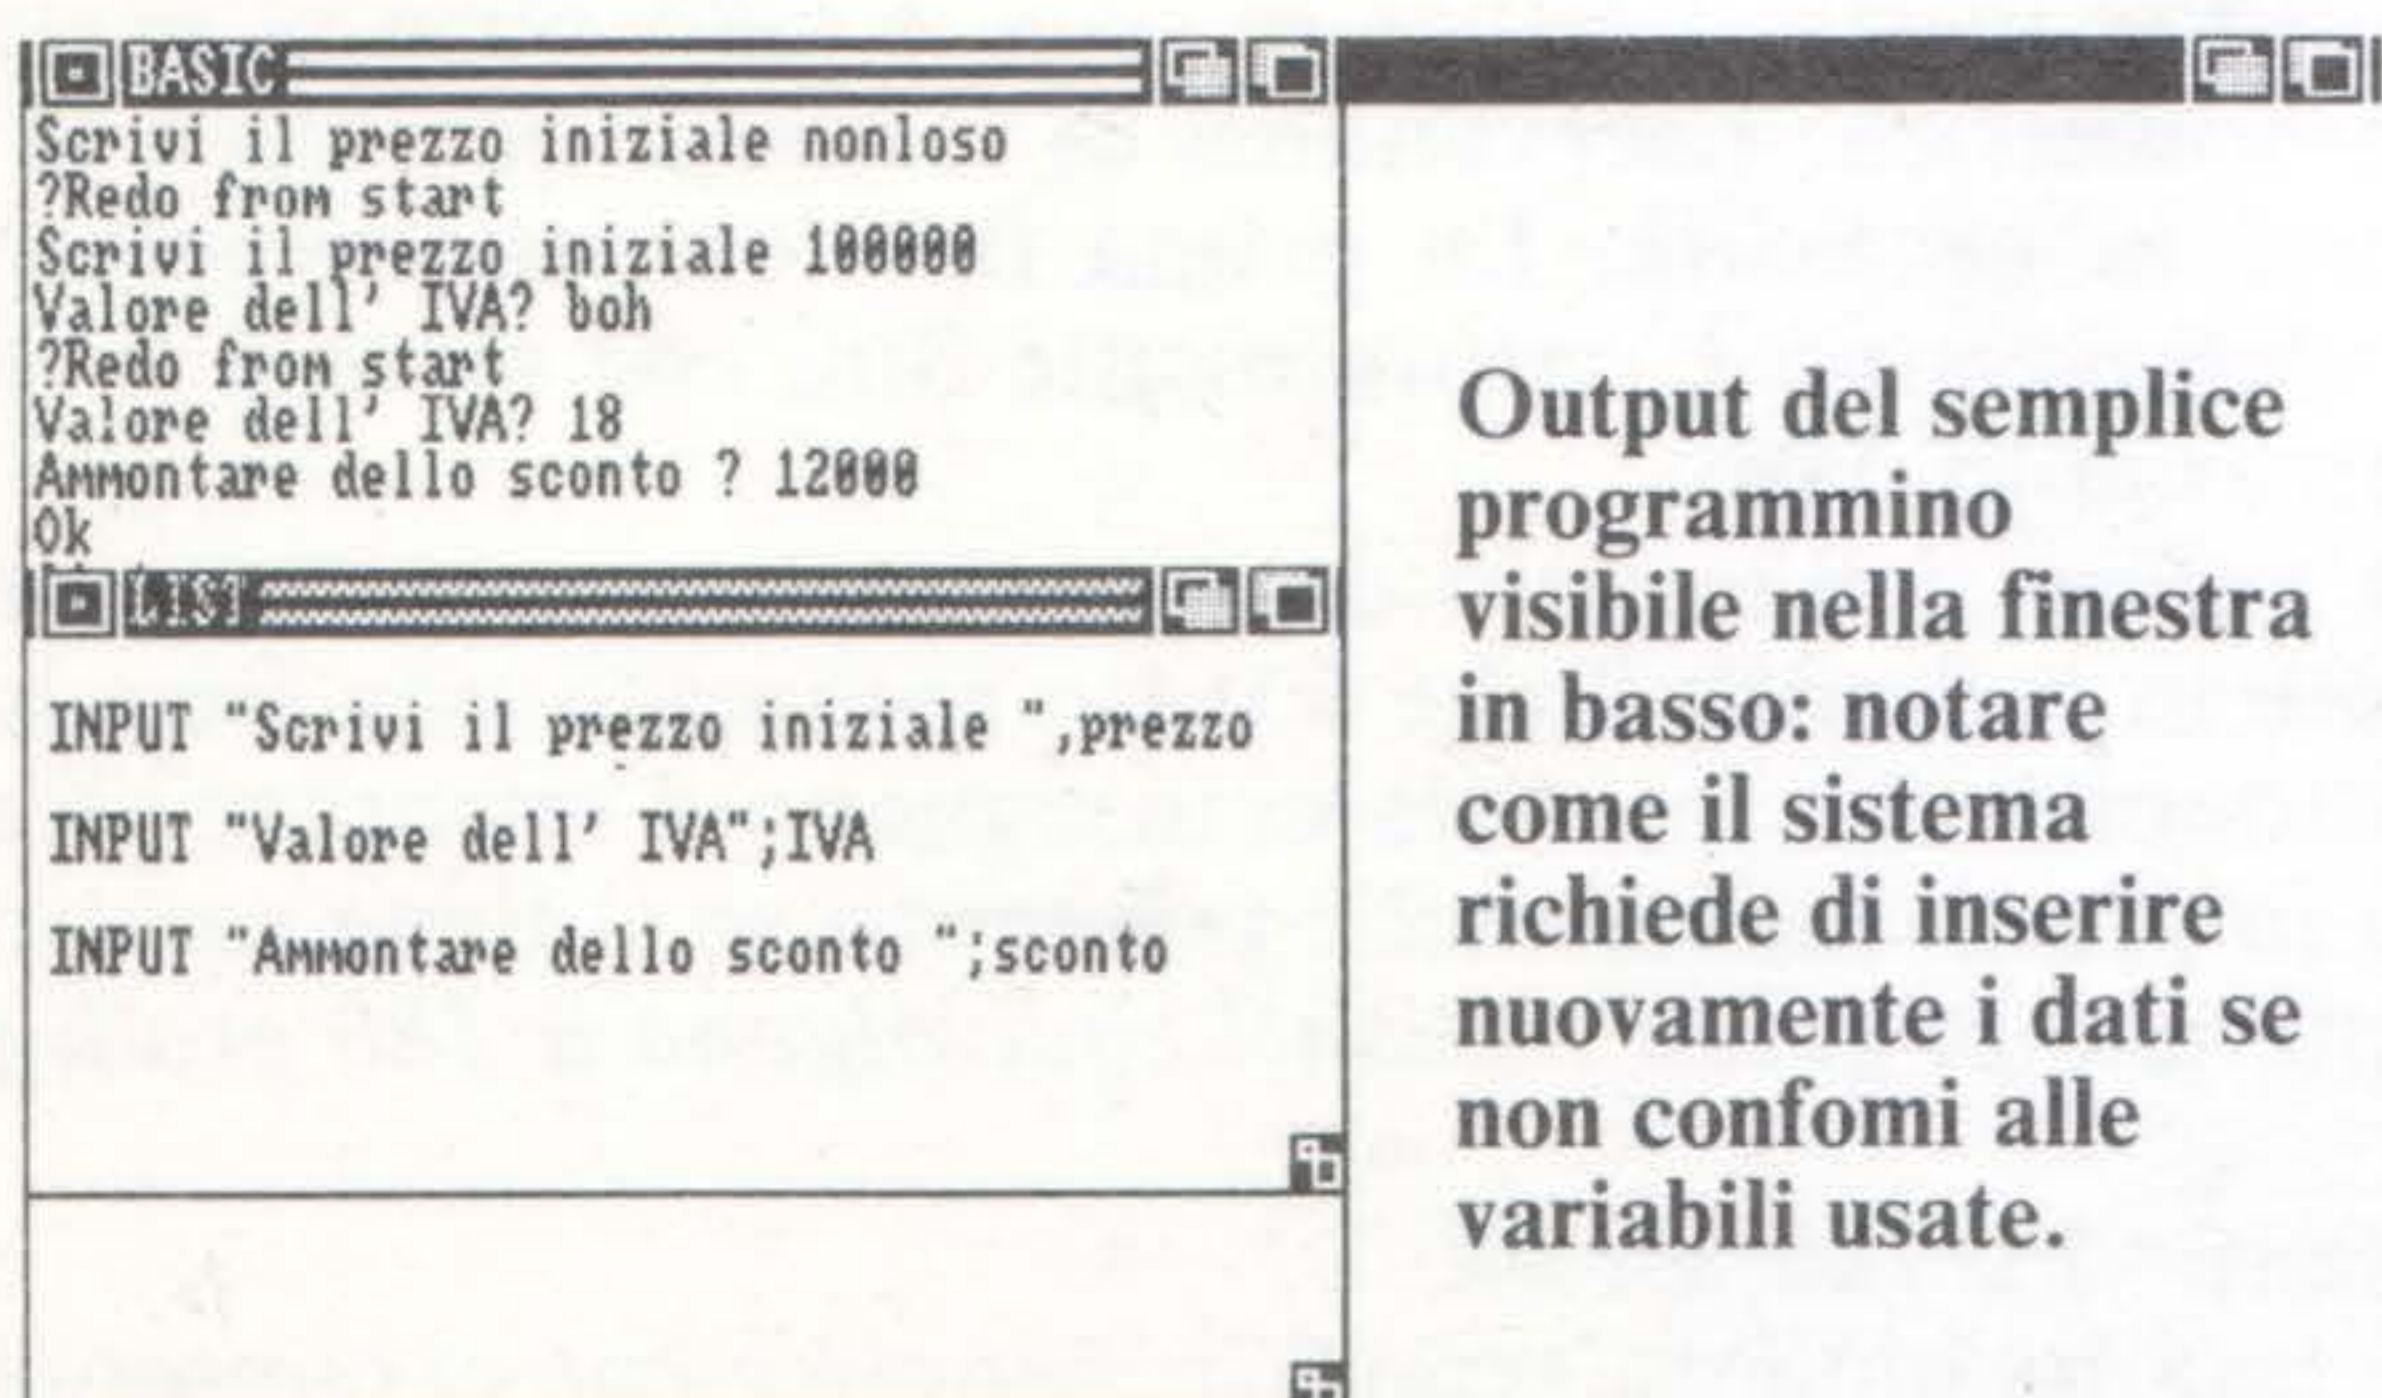 BASIC
Scrivi il prezzo iniziale nonloso
?Redo from start
Scrivi il prezzo iniziale 100000
Valore dell' IVA? boh
?Redo from start
Valore dell' IVA? 18
Ammontare dello sconto ? 12000
Ok
LIST
INPUT "Scrivi il prezzo iniziale ",prezzo
INPUT "Valore dell' IVA";IVA
INPUT "Ammontare dello sconto ";sconto
Output del semplice
programmino
visibile nella finestra
in basso: notare
come il sistema
richiede di inserire
nuovamente i dati se
non confomi alle
variabili usate.